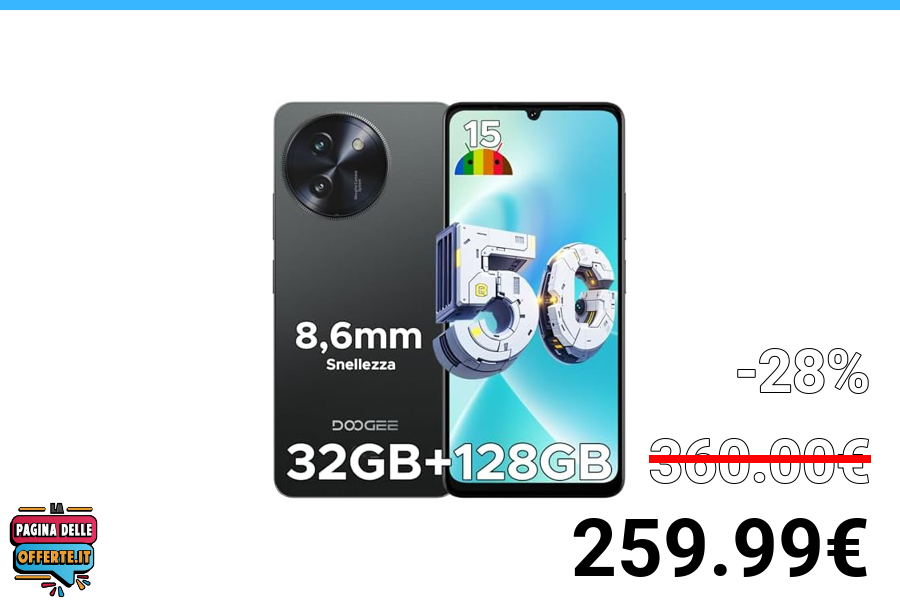 15
5G
8,6mm
Snellezza
DOOGEE
32GB+128GB
-28%
360.00€
259.99€
LA
PAGINA DELLE
OFFERTE.IT